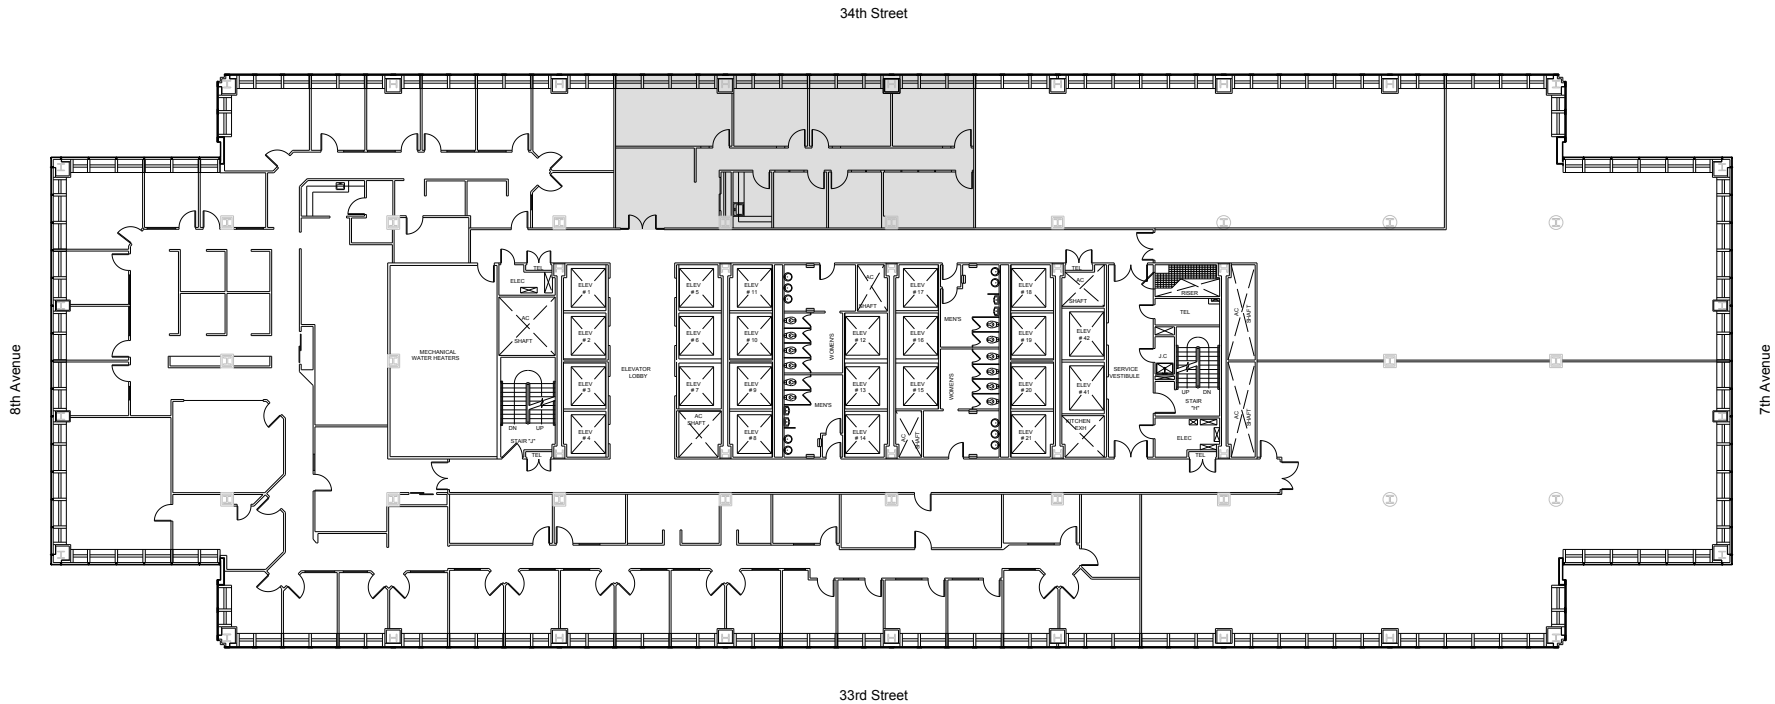 34th Street
8th Avenue
7th Avenue
TEL
ELEC
AC
SHAFT
MECHANICAL
WATER HEATERS
DN
UP
STAIR "J"
TEL
ELEV
# 1
ELEV
# 2
ELEV
# 3
ELEV
# 4
ELEVATOR
LOBBY
ELEV
# 5
ELEV
# 6
ELEV
# 7
AC
SHAFT
ELEV
# 11
ELEV
# 10
ELEV
# 9
ELEV
# 8
WOMEN'S
MEN'S
AC
SHAFT
ELEV
# 12
ELEV
# 13
ELEV
# 14
ELEV
# 17
ELEV
# 16
ELEV
# 15
AC
SHAFT
MEN'S
WOMEN'S
ELEV
# 18
ELEV
# 19
ELEV
# 20
ELEV
# 21
TEL
AC
SHAFT
ELEV
# 42
ELEV
# 41
KITCHEN
EXH
SERVICE
VESTIBULE
RISER
TEL
J.C
UP
DN
STAIR
"H"
ELEC
TEL
AC
SHAFT
AC
SHAFT
33rd Street